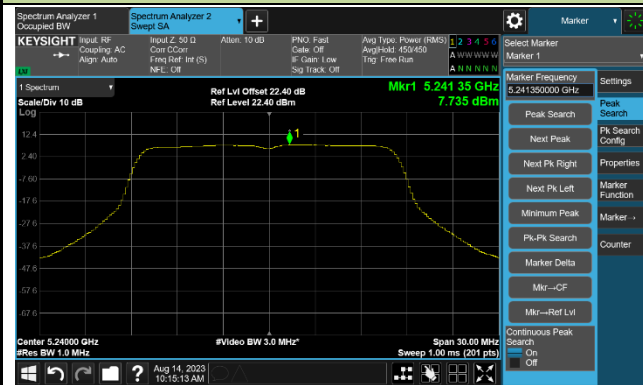 Spectrum Analyzer 1
Occupied BW
Spectrum Analyzer 2
Swept SA
Marker
KEYSIGHT
Input: RF
Coupling: AC
Align: Auto
Input Z: 50 Ω
Corr CCorr
Freq Ref: Int (S)
NFE: Off
Atten: 10 dB
PNO: Fast
Gate: Off
IF Gain: Low
Sig Track: Off
Avg Type: Power (RMS)
Avg|Hold: 450/450
Trig: Free Run
1 2 3 4 5 6
A W W W W W
A N N N N N
LXI
Select Marker
Marker 1
1 Spectrum
Scale/Div 10 dB
Log
Ref Lvl Offset 22.40 dB
Ref Level 22.40 dBm
Mkr1 5.241 35 GHz
7.735 dBm
Marker Frequency
5.241350000 GHz
Peak Search
Next Peak
Next Pk Right
Next Pk Left
Minimum Peak
Pk-Pk Search
Marker Delta
Mkr→CF
Mkr→Ref Lvl
Continuous Peak
Search
On
Off
Settings
Peak
Search
Pk Search
Config
Properties
Marker
Function
Marker→
Counter
1
12.4
2.40
-7.60
-17.6
-27.6
-37.6
-47.6
-57.6
-67.6
Center 5.24000 GHz
#Res BW 1.0 MHz
#Video BW 3.0 MHz*
Span 30.00 MHz
Sweep 1.00 ms (201 pts)
?
Aug 14, 2023
10:15:13 AM